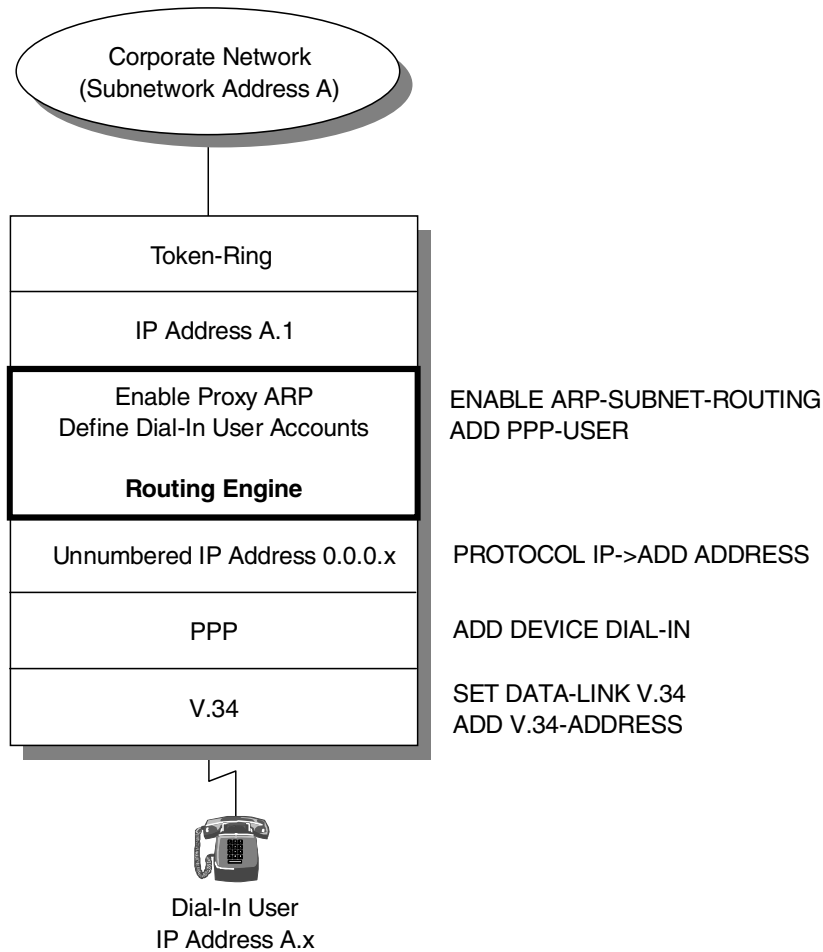 Corporate Network
(Subnetwork Address A)
Token-Ring
IP Address A.1
Enable Proxy ARP
Define Dial-In User Accounts
Routing Engine
ENABLE ARP-SUBNET-ROUTING
ADD PPP-USER
Unnumbered IP Address 0.0.0.x
PROTOCOL IP->ADD ADDRESS
PPP
ADD DEVICE DIAL-IN
V.34
SET DATA-LINK V.34
ADD V.34-ADDRESS
Dial-In User
IP Address A.x